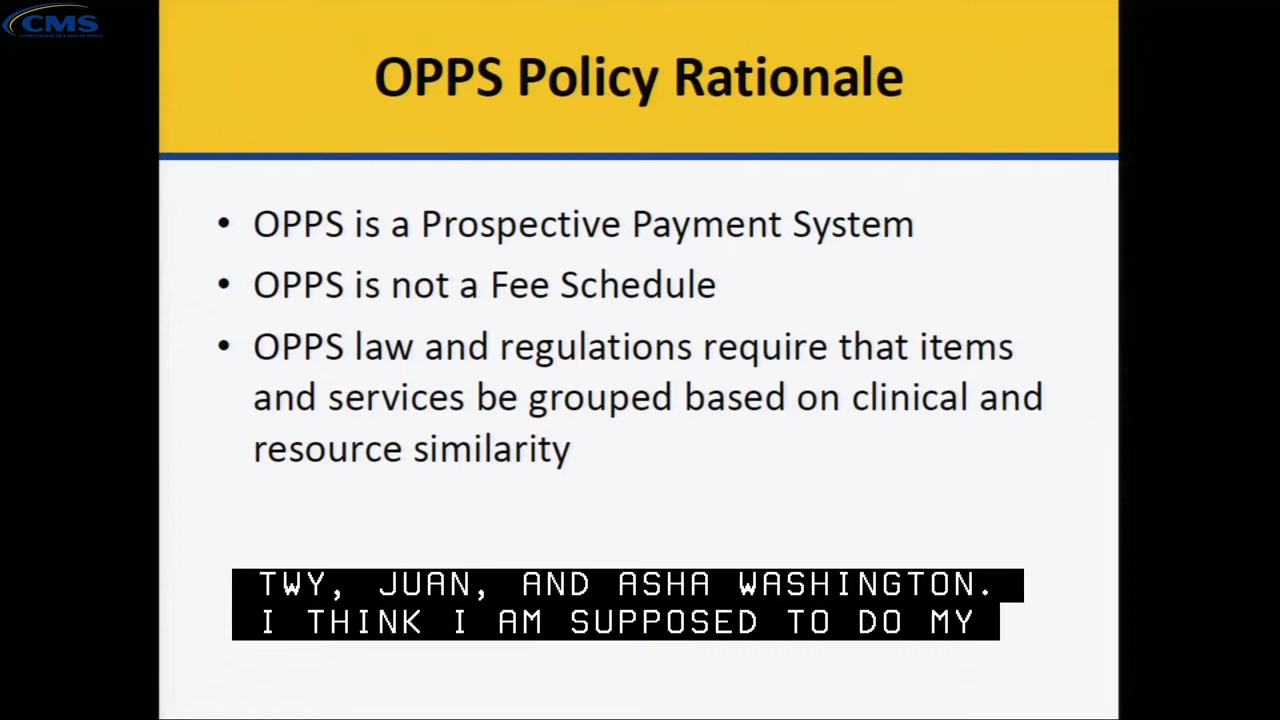 CMS
OPPS Policy Rationale
• OPPS is a Prospective Payment System
• OPPS is not a Fee Schedule
• OPPS law and regulations require that items
and services be grouped based on clinical and
resource similarity
TWY, JUAN, AND ASHA WASHINGTON.
I THINK I AM SUPPOSED TO DO MY